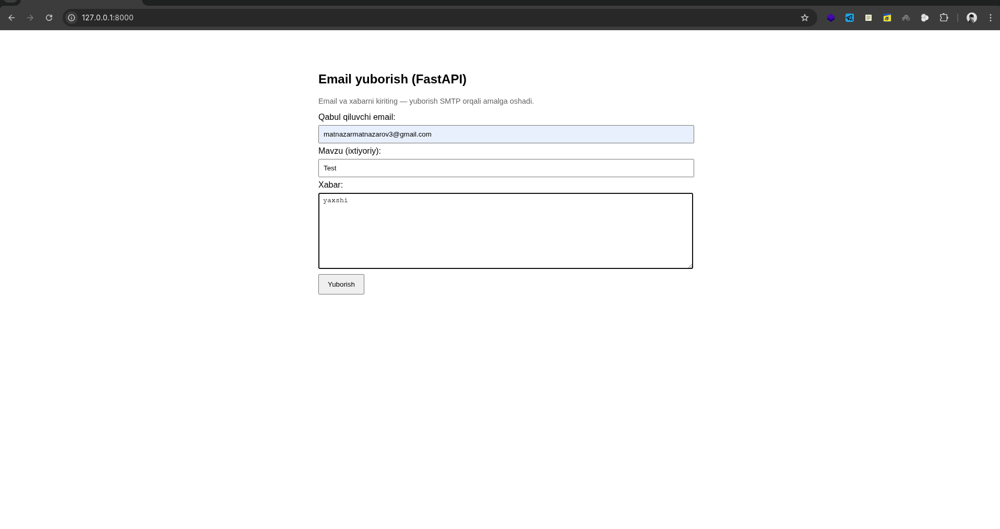 127.0.0.1:8000
Email yuborish (FastAPI)
Email va xabarni kiriting — yuborish SMTP orqali amalga oshadi.
Qabul qiluvchi email:
matnazarmatnazarov3@gmail.com
Mavzu (ixtiyoriy):
Test
Xabar:
yaxshi
Yuborish